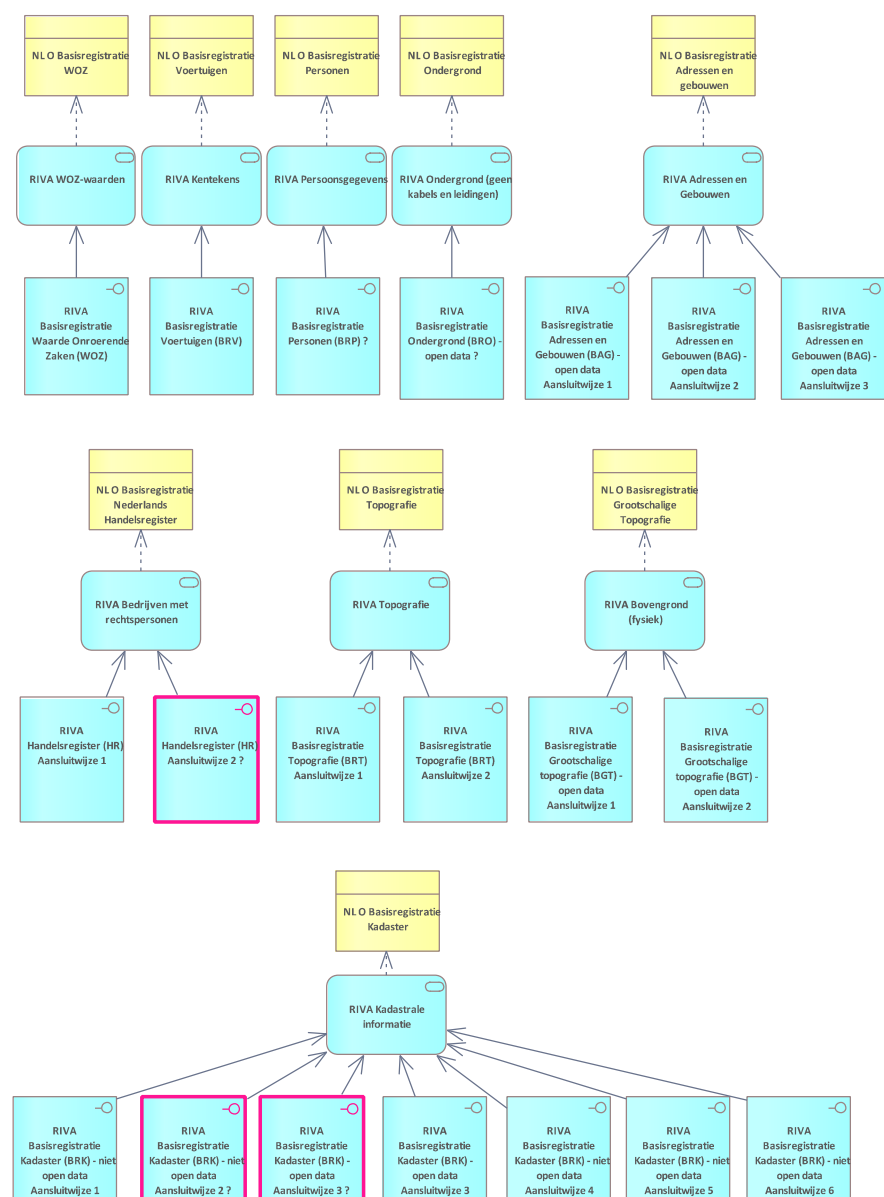 NL O Basisregistratie
WOZ
NL O Basisregistratie
Voertuigen
NL O Basisregistratie
Personen
NL O Basisregistratie
Ondergrond
NL O Basisregistratie
Adressen en
gebouwen
RIVA WOZ-waarden
RIVA Kentekens
RIVA Persoonsgegevens
RIVA Ondergrond (geen
kabels en leidingen)
RIVA Adressen en
Gebouwen
RIVA
Basisregistratie
Waarde Onroerende
Zaken (WOZ)
RIVA
Basisregistratie
Voertuigen (BRV)
RIVA
Basisregistratie
Personen (BRP) ?
RIVA
Basisregistratie
Ondergrond (BRO) -
open data ?
RIVA
Basisregistratie
Adressen en
Gebouwen (BAG) -
open data
Aansluitwijze 1
RIVA
Basisregistratie
Adressen en
Gebouwen (BAG) -
open data
Aansluitwijze 2
RIVA
Basisregistratie
Adressen en
Gebouwen (BAG) -
open data
Aansluitwijze 3
NL O Basisregistratie
Nederlands
Handelsregister
NL O Basisregistratie
Topografie
NL O Basisregistratie
Grootschalige
Topografie
RIVA Bedrijven met
rechtspersonen
RIVA Topografie
RIVA Bovengrond
(fysiek)
RIVA
Handelsregister (HR)
Aansluitwijze 1
RIVA
Handelsregister (HR)
Aansluitwijze 2 ?
RIVA
Basisregistratie
Topografie (BRT)
Aansluitwijze 1
RIVA
Basisregistratie
Topografie (BRT)
Aansluitwijze 2
RIVA
Basisregistratie
Grootschalige
topografie (BGT) -
open data
Aansluitwijze 1
RIVA
Basisregistratie
Grootschalige
topografie (BGT) -
open data
Aansluitwijze 2
NL O Basisregistratie
Kadaster
RIVA Kadastrale
informatie
RIVA
Basisregistratie
Kadaster (BRK) - niet
open data
Aansluitwijze 1
RIVA
Basisregistratie
Kadaster (BRK) - niet
open data
Aansluitwijze 2 ?
RIVA
Basisregistratie
Kadaster (BRK) -
open data
Aansluitwijze 3 ?
RIVA
Basisregistratie
Kadaster (BRK) -
open data
Aansluitwijze 3
RIVA
Basisregistratie
Kadaster (BRK) - niet
open data
Aansluitwijze 4
RIVA
Basisregistratie
Kadaster (BRK) - niet
open data
Aansluitwijze 5
RIVA
Basisregistratie
Kadaster (BRK) - niet
open data
Aansluitwijze 6